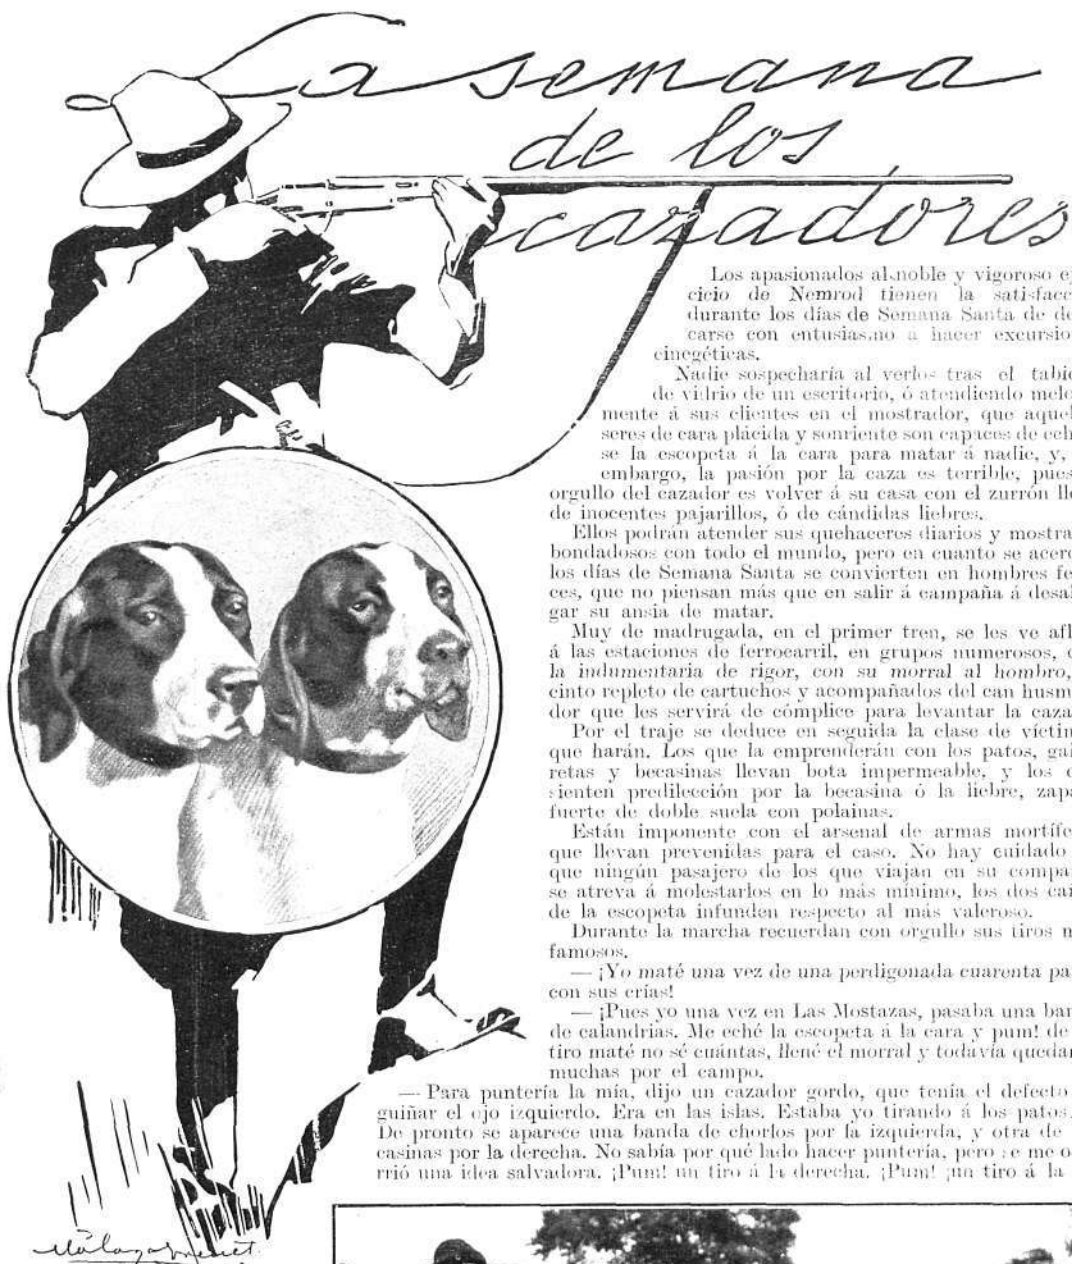 La semana
de los
cazadores
Los apasionados al noble y vigoroso ej
cicio de Nemrod tienen la satisfacc
durante los días de Semana Santa de de
carse con entusiasmo a hacer excursio
cinegéticas.
Nadie sospecharía al verlos tras el tabic
de vidrio de un escritorio, ó atendiendo melo
mente á sus clientes en el mostrador, que aquel
seres de cara plácida y sonriente son capaces de ech
se la escopeta á la cara para matar á nadie, y,
embargo, la pasión por la caza es terrible, pues
orgullo del cazador es volver á su casa con el zurrón lle
de inocentes pajarillos, ó de cándidas liebres.
Ellos podrán atender sus quehaceres diarios y mostra
bondadosos con todo el mundo, pero en cuanto se acerc
los días de Semana Santa se convierten en hombres fe
ces, que no piensan más que en salir á campaña á desah
gar su ansia de matar.
Muy de madrugada, en el primer tren, se les ve aflu
á las estaciones de ferrocarril, en grupos numerosos, c
la indumentaria de rigor, con su morral al hombro,
cinto repleto de cartuchos y acompañados del can husm
dor que les servirá de cómplice para levantar la caza
Por el traje se deduce en seguida la clase de víctin
que harán. Los que la emprenderán con los patos, gal
retas y becasinas llevan bota impermeable, y los q
sienten predilección por la becasina ó la liebre, zapa
fuerte de doble suela con polainas.
Están imponente con el arsenal de armas mortífe
que llevan prevenidas para el caso. No hay cuidado
que ningún pasajero de los que viajan en su compa
se atreva á molestarlos en lo más mínimo, los dos cañ
de la escopeta infunden respecto al más valeroso.
Durante la marcha recuerdan con orgullo sus tiros m
famosos.
— ¡Yo maté una vez de una perdigonada cuarenta pa
con sus crías!
— ¡Pues yo una vez en Las Mostazas, pasaba una ban
de calandrias. Me eché la escopeta á la cara y pum! de
tiro maté no sé cuántas, llené el morral y todavía quedar
muchas por el campo.
— Para puntería la mía, dijo un cazador gordo, que tenía el defecto
guiñar el ojo izquierdo. Era en las islas. Estaba yo tirando á los patos.
De pronto se aparece una banda de chorlos por la izquierda, y otra de
casinas por la derecha. No sabía por qué lado hacer puntería, pero se me o
rrió una idea salvadora. ¡Pum! un tiro á la derecha. ¡Pum! ¡un tiro á la